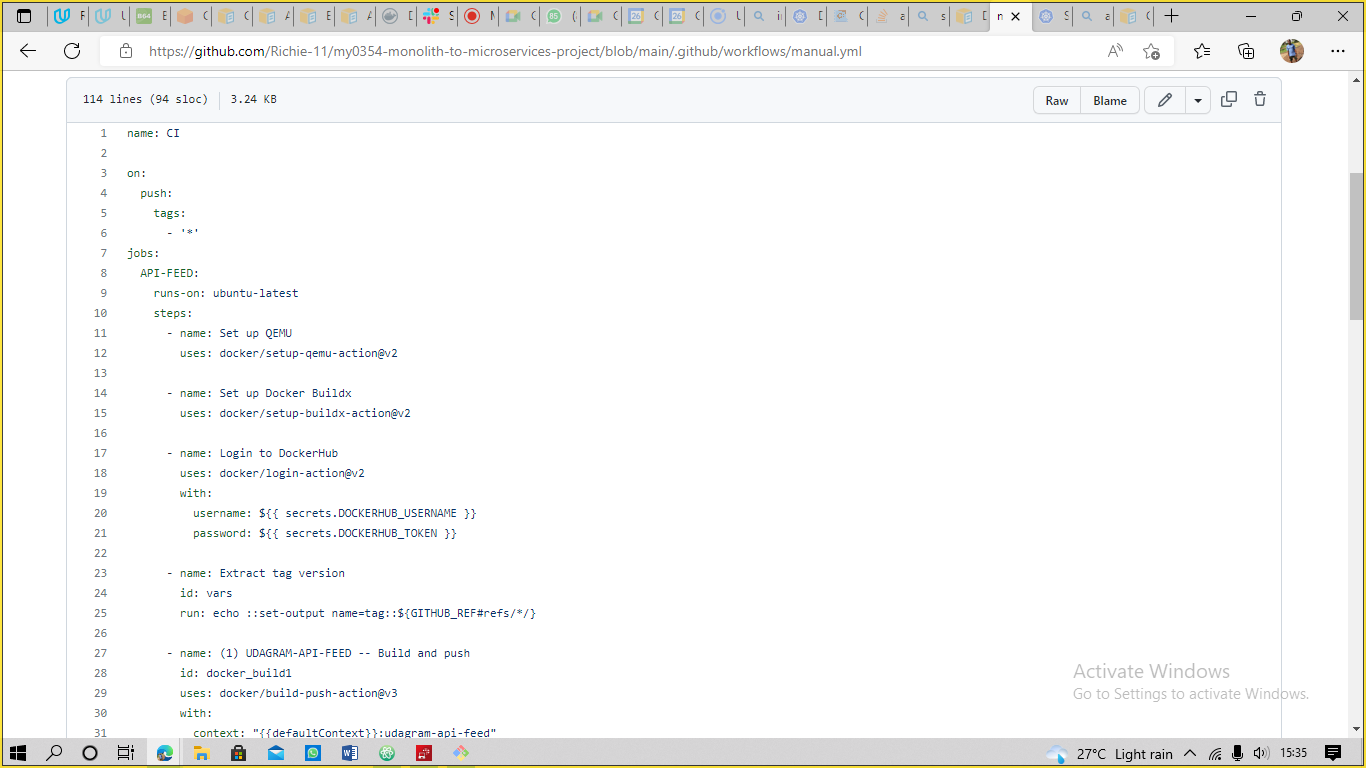 https://github.com/Richie-11/my0354-monolith-to-microservices-project/blob/main/.github/workflows/manual.yml
114 lines (94 sloc) 3.24 KB
Raw Blame
1 name: CI
2
3 on:
4 push:
5 tags:
6 - '*'
7 jobs:
8 API-FEED:
9 runs-on: ubuntu-latest
10 steps:
11 - name: Set up QEMU
12 uses: docker/setup-qemu-action@v2
13
14 - name: Set up Docker Buildx
15 uses: docker/setup-buildx-action@v2
16
17 - name: Login to DockerHub
18 uses: docker/login-action@v2
19 with:
20 username: ${{ secrets.DOCKERHUB_USERNAME }}
21 password: ${{ secrets.DOCKERHUB_TOKEN }}
22
23 - name: Extract tag version
24 id: vars
25 run: echo ::set-output name=tag::${GITHUB_REF#refs/*/}
26
27 - name: (1) UDAGRAM-API-FEED -- Build and push
28 id: docker_build1
29 uses: docker/build-push-action@v3
30 with:
31 context: "{{defaultContext}}:udagram-api-feed"
Activate Windows
Go to Settings to activate Windows.
27°C Light rain 15:35